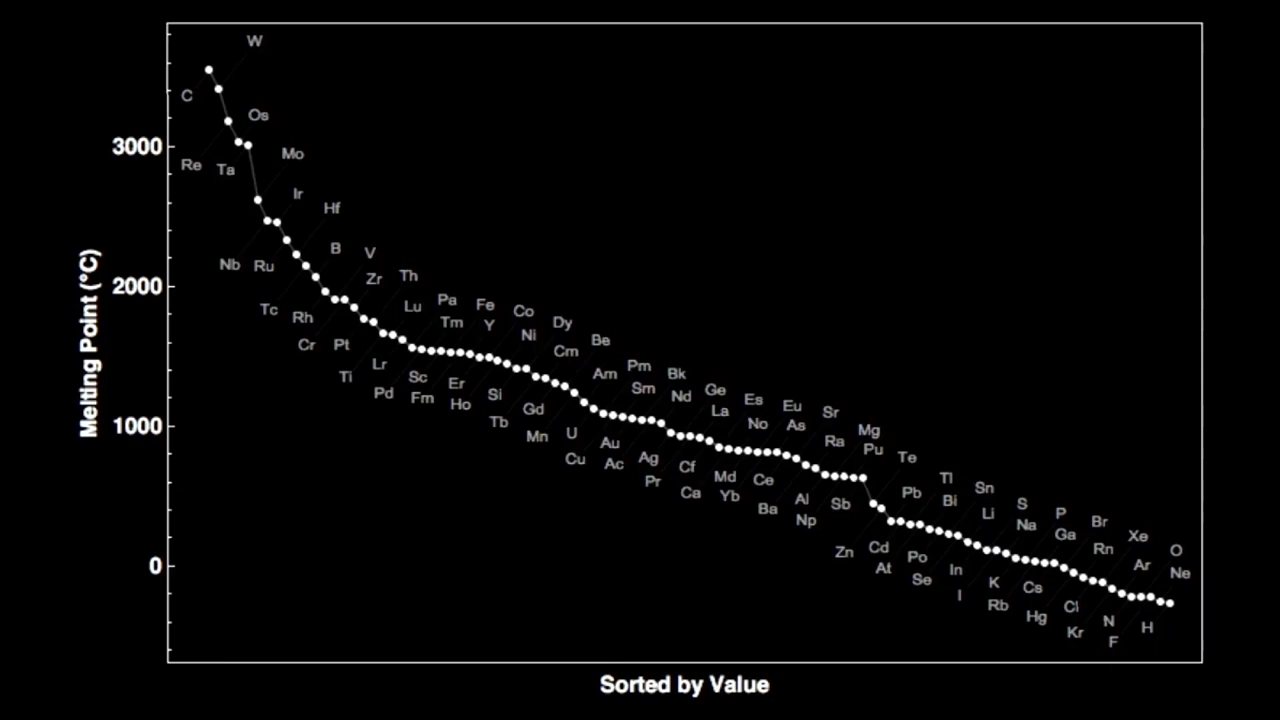 W
C
Os
3000
Mo
Re
Ta
Ir
Hf
B
V
Nb
Ru
Zr
Th
2000
Pa
Fe
Lu
Co
Tc
Rh
Tm
Y
Dy
Ni
Be
Cr
Pt
Cm
Lr
Pm
Ti
Am
Bk
Sc
Er
Sm
Ge
Pd
Fm
Ho
Si
Nd
Es
Eu
Sr
Gd
La
Tb
No
As
1000
Mn
U
Mg
Au
Ra
Pu
Cu
Ac
Ag
Cf
Te
Pr
Md
Ce
Tl
Ca
Yb
Pb
Sn
Ba
Al
Sb
Bi
S
Np
Li
P
Na
Br
Ga
Xe
Zn
Cd
Rn
O
0
At
Po
In
Ar
Ne
Se
K
Cs
I
Rb
Cl
Hg
N
H
Kr
F
Melting Point (°C)
Sorted by Value